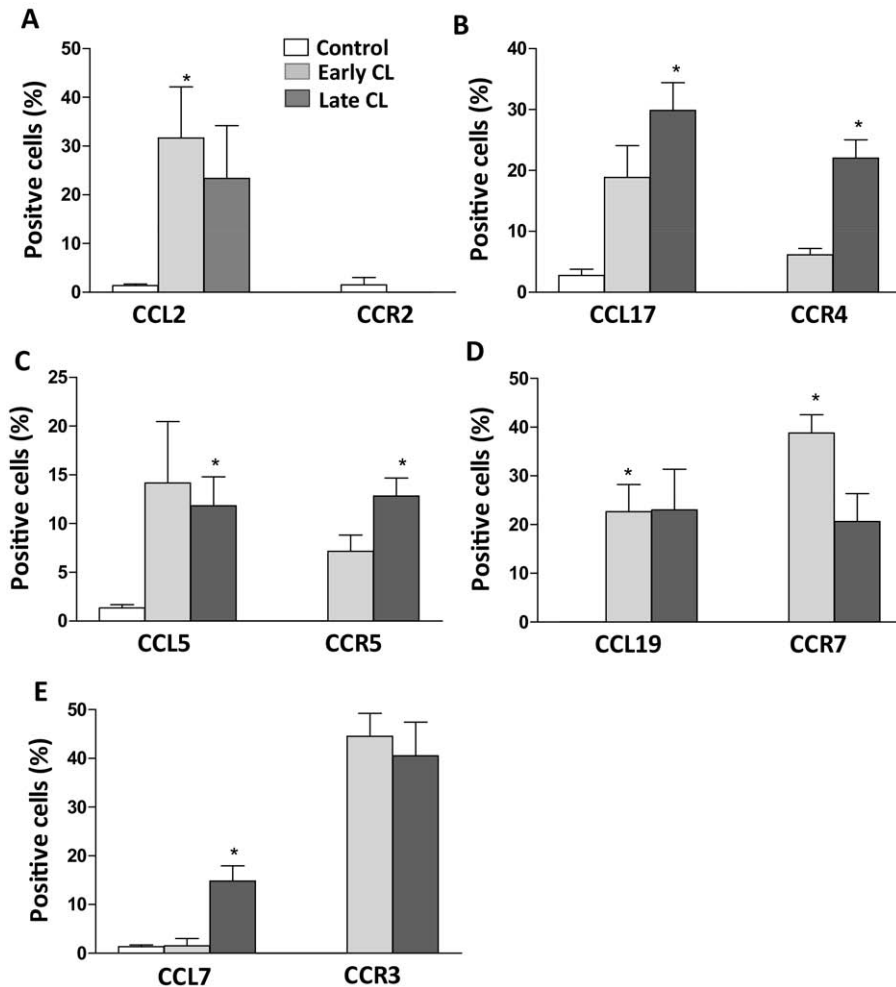 A
Positive cells (%)
50
40
30
20
10
0
*
CCL2
CCR2
Control
Early CL
Late CL
B
Positive cells (%)
40
30
20
10
0
*
*
CCL17
CCR4
C
Positive cells (%)
25
20
15
10
5
0
*
*
CCL5
CCR5
D
Positive cells (%)
50
40
30
20
10
0
*
*
CCL19
CCR7
E
Positive cells (%)
50
40
30
20
10
0
*
CCL7
CCR3